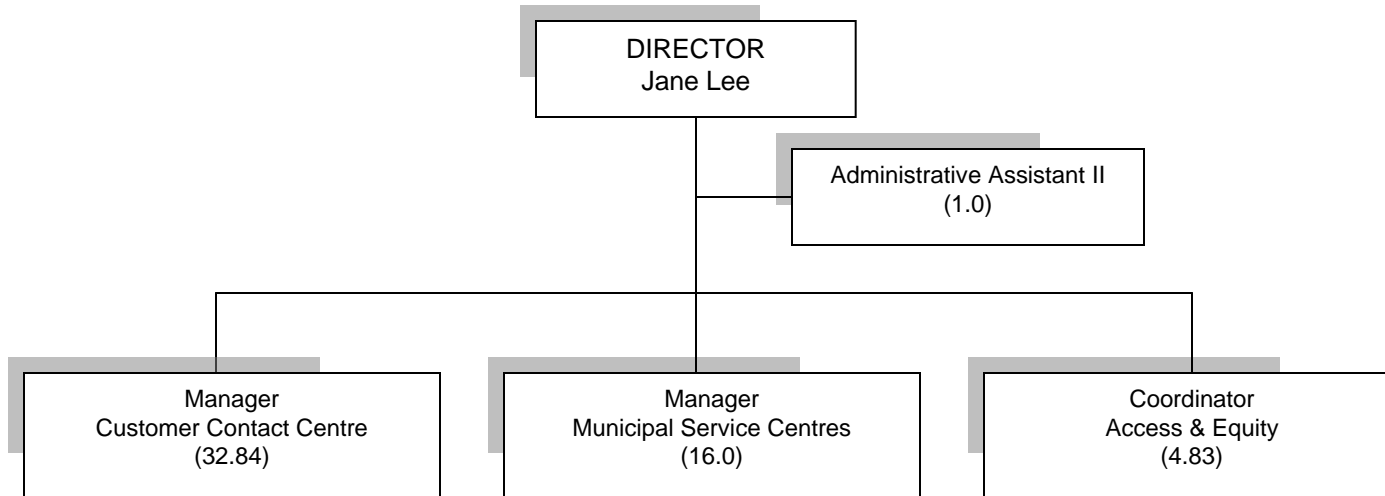 DIRECTOR
Jane Lee
Administrative Assistant II
(1.0)
Manager
Customer Contact Centre
(32.84)
Manager
Municipal Service Centres
(16.0)
Coordinator
Access & Equity
(4.83)